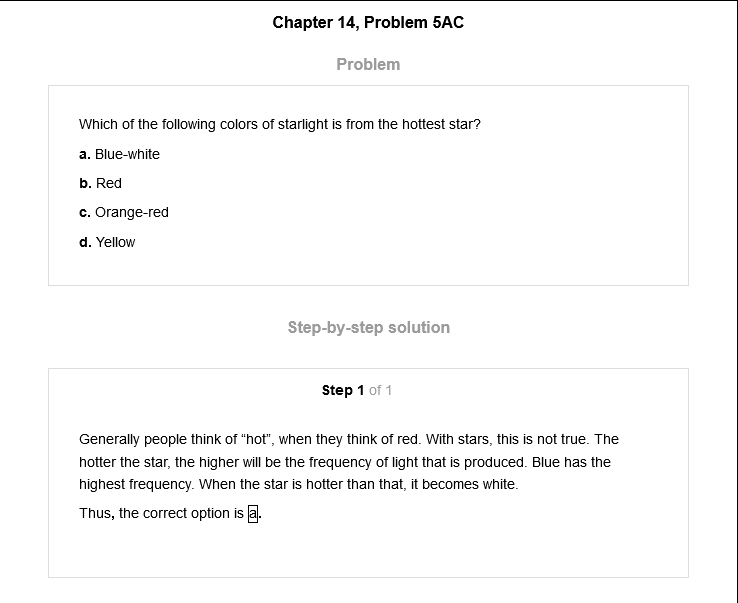 Chapter 14, Problem 5AC
Problem
Which of the following colors of starlight is from the hottest star?
a. Blue-white
b. Red
c. Orange-red
d. Yellow
Step-by-step solution
Step 1 of 1
Generally people think of “hot”, when they think of red. With stars, this is not true. The
hotter the star, the higher will be the frequency of light that is produced. Blue has the
highest frequency. When the star is hotter than that, it becomes white.
Thus, the correct option is a.